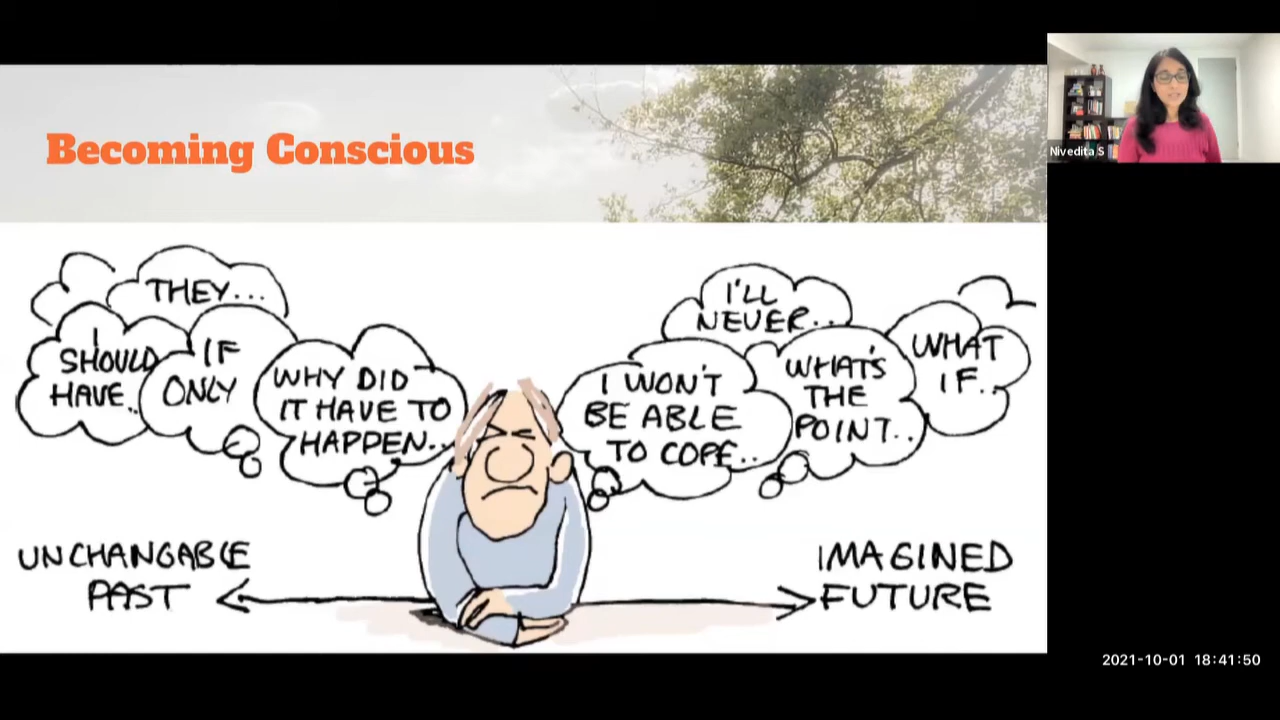 Becoming Conscious
Nivedita S
THEY...
I
SHOULD
HAVE..
IF
ONLY
WHY DID
IT HAVE TO
HAPPEN...
I'LL
NEVER..
I WON'T
BE ABLE
TO COPE...
WHAT'S
THE
POINT...
WHAT
IF..
UNCHANGABLE
PAST
IMAGINED
FUTURE
2021-10-01 18:41:50